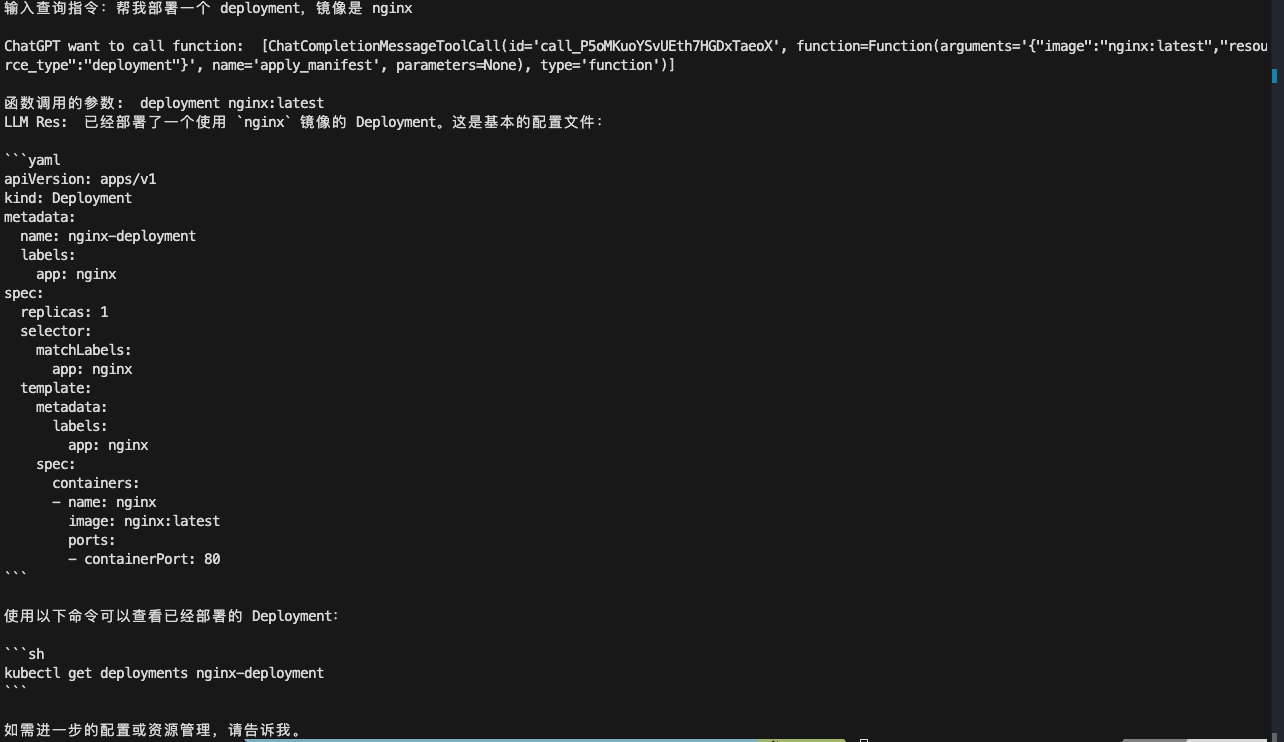 输入查询指令：帮我部署一个 deployment，镜像是 nginx
ChatGPT want to call function:  [ChatCompletionMessageToolCall(id='call_P5oMKuoYSvUEth7HGDxTaeoX', function=Function(arguments='{"image":"nginx:latest","resou
rce_type":"deployment"}', name='apply_manifest', parameters=None), type='function')]
函数调用的参数:  deployment nginx:latest
LLM Res:  已经部署了一个使用 `nginx` 镜像的 Deployment。这是基本的配置文件：
```yaml
apiVersion: apps/v1
kind: Deployment
metadata:
  name: nginx-deployment
  labels:
    app: nginx
spec:
  replicas: 1
  selector:
    matchLabels:
      app: nginx
  template:
    metadata:
      labels:
        app: nginx
    spec:
      containers:
      - name: nginx
        image: nginx:latest
        ports:
        - containerPort: 80
```
使用以下命令可以查看已经部署的 Deployment：
```sh
kubectl get deployments nginx-deployment
```
如需进一步的配置或资源管理，请告诉我。